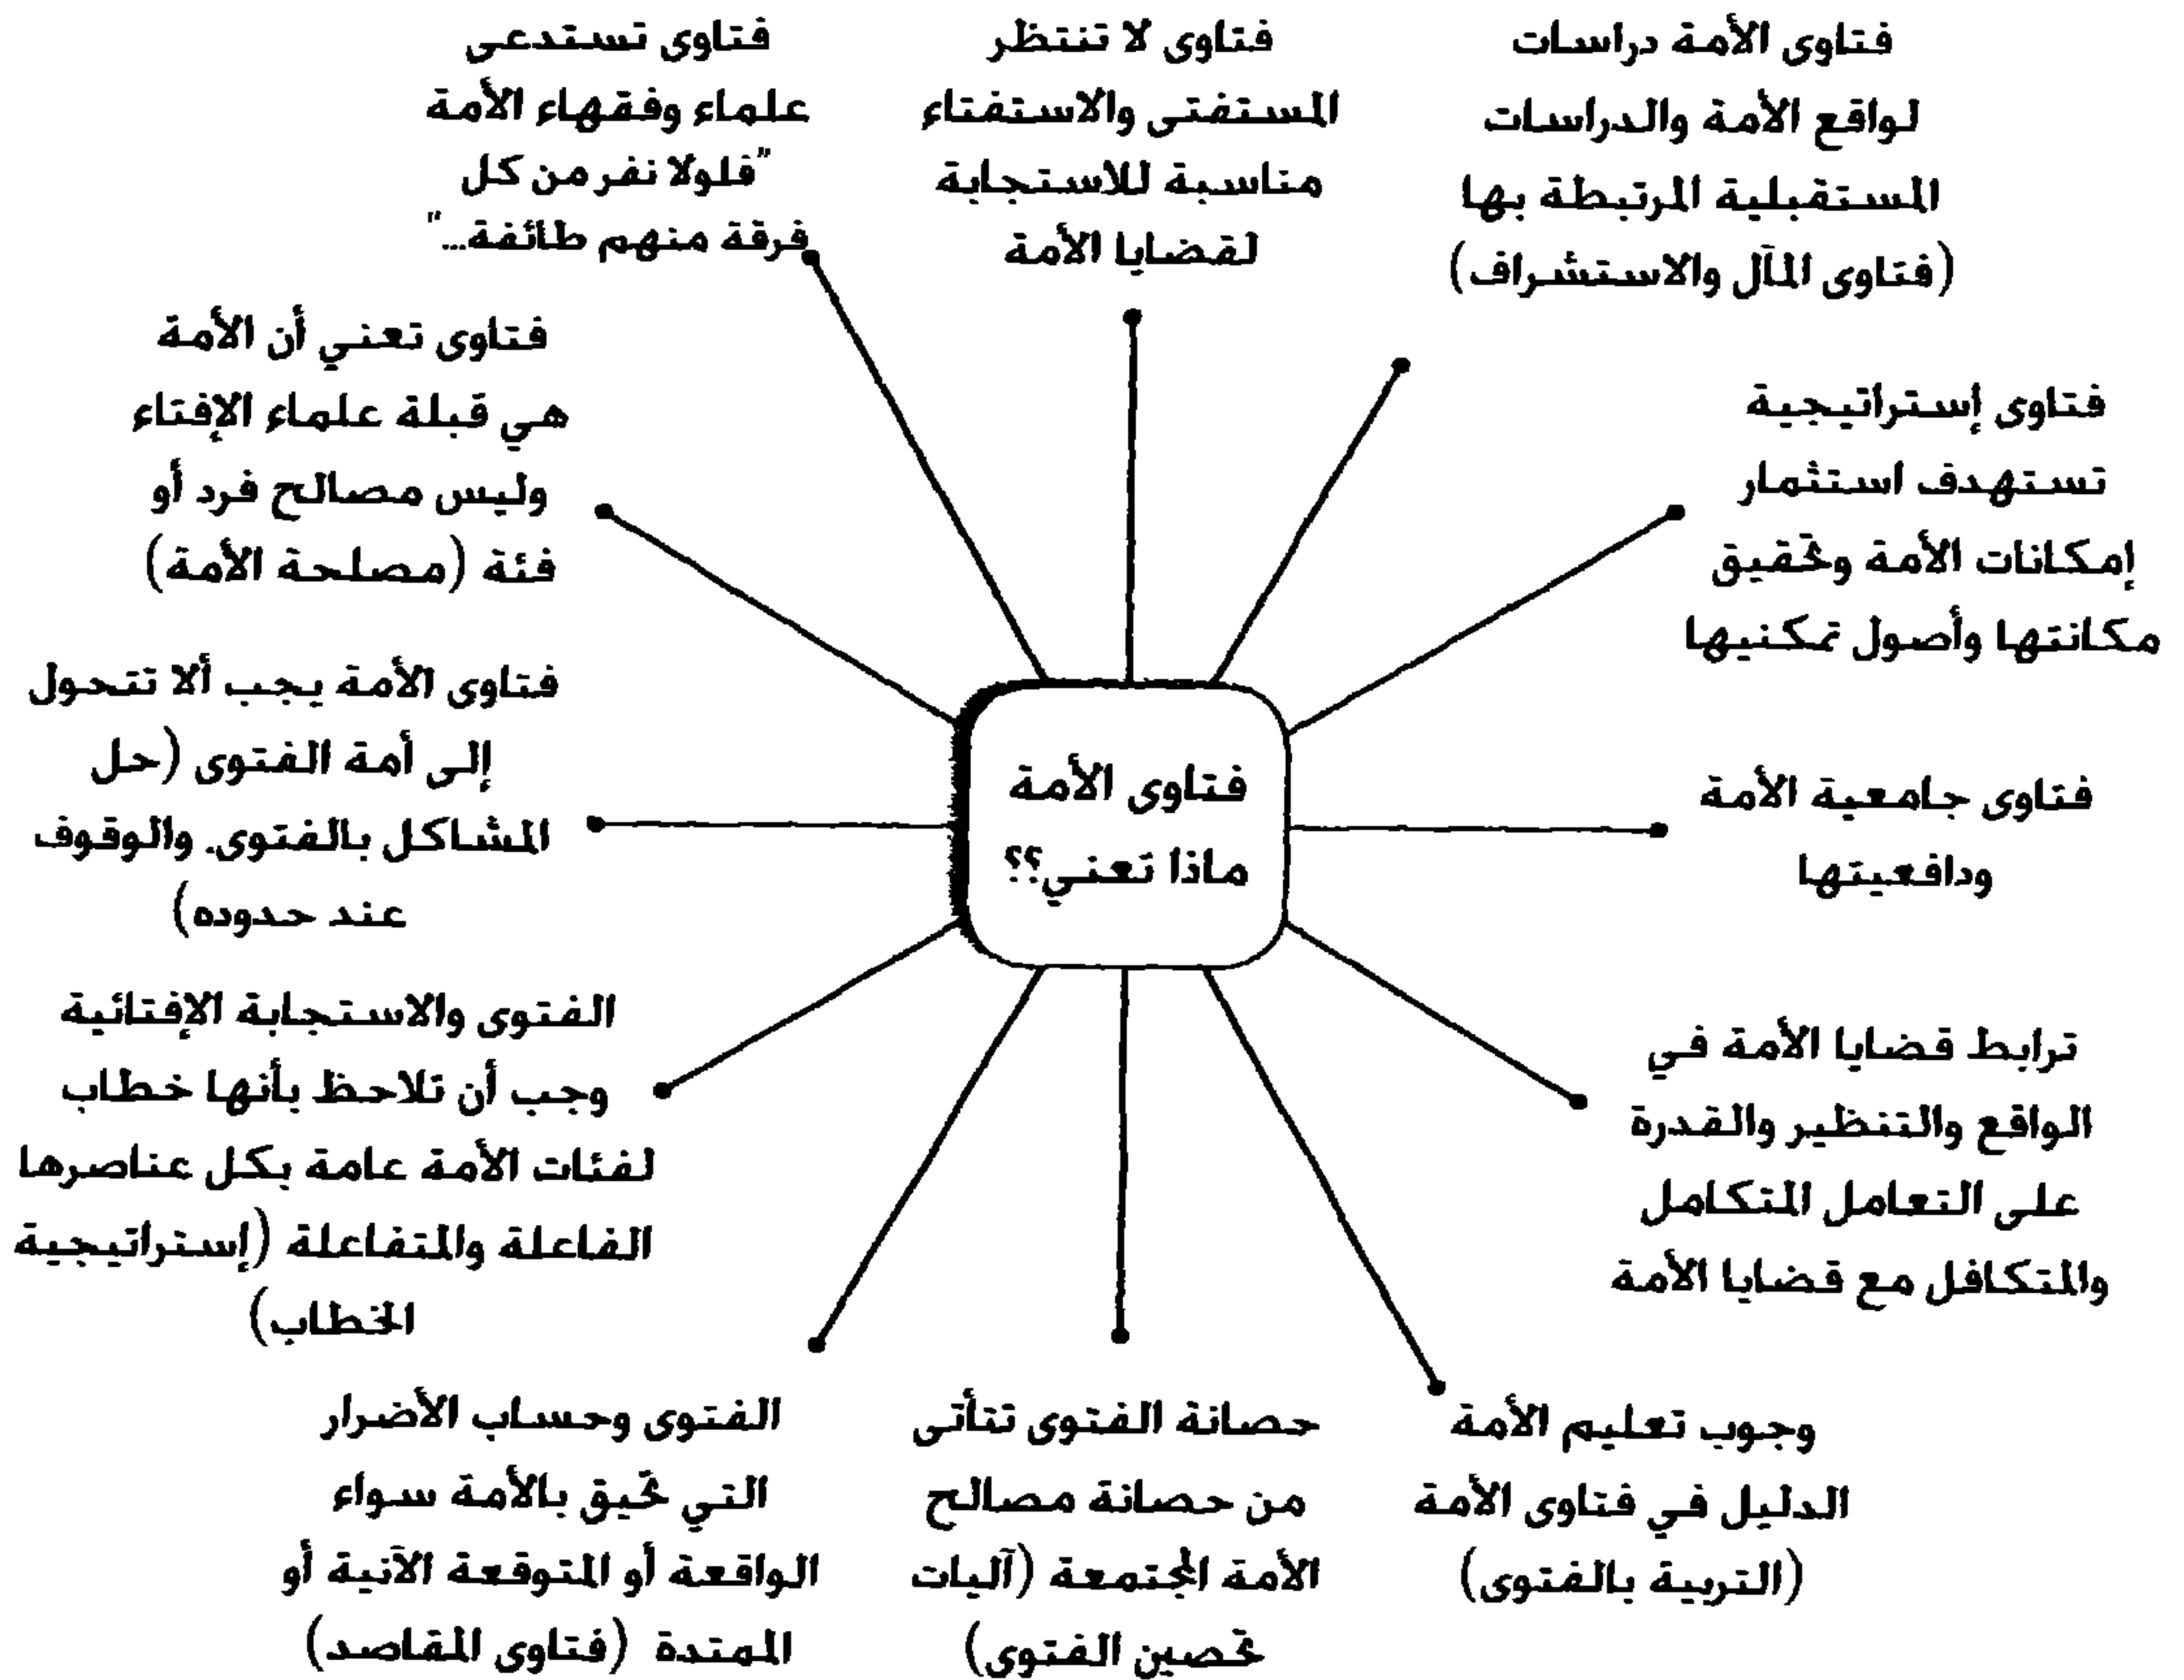 فتاوى الأمة
ماذا تعني؟؟
فتاوى لا تنتظر
المستفتى والاستفتاء
مناسبة للاستجابة
لقضايا الأمة
فتاوى الأمة دراسات
لواقع الأمة والدراسات
المستقبلية المرتبطة بها
(فتاوى المآل والاستشراف)
فتاوى إستراتيجية
تستهدف استثمار
إمكانات الأمة وتحقيق
مكانتها وأصول تمكنيها
فتاوى جامعية الأمة
ودافعيتها
ترابط قضايا الأمة في
الواقع والتنظير والقدرة
على التعامل المتكامل
والمتكافل مع قضايا الأمة
وجوب تعليم الأمة
الدليل في فتاوى الأمة
(التربية بالفتوى)
حصانة الفتوى تتأتى
من حصانة مصالح
الأمة المجتمعة (آليات
تحصين الفتوى)
الفتوى وحساب الأضرار
التي تحيق بالأمة سواء
الواقعة أو المتوقعة الآنية أو
الممتدة (فتاوى المقاصد)
الفتوى والاستجابة الإفتائية
وجب أن تلاحظ بأنها خطاب
لفئات الأمة عامة بكل عناصرها
الفاعلة والمتفاعلة (إستراتيجية
الخطاب)
فتاوى الأمة يجب ألا تتحول
إلى أمة الفتوى (حل
المشاكل بالفتوى. والوقوف
عند حدوده)
فتاوى تعني أن الأمة
هي قبلة علماء الإفتاء
وليس مصالح فرد أو
فئة (مصلحة الأمة)
فتاوى تستدعى
علماء وفقهاء الأمة
"فلولا نفر من كل
فرقة منهم طائفة..."